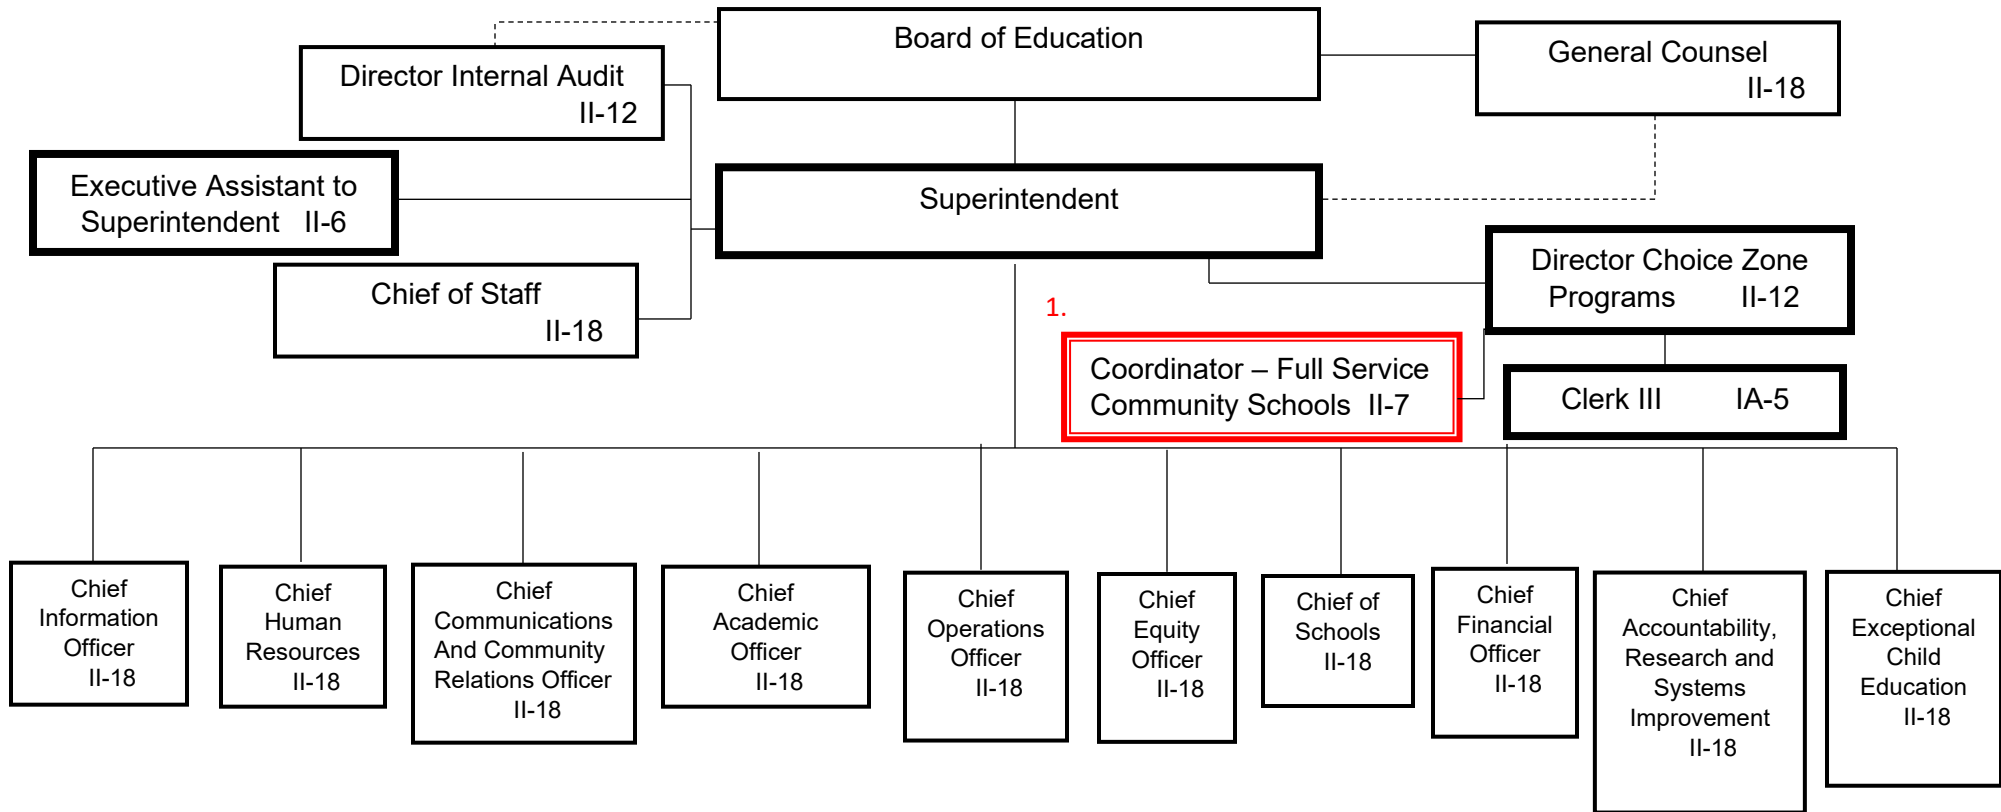 Board of Education
General Counsel
II-18
Director Internal Audit
II-12
Executive Assistant to
Superintendent II-6
Superintendent
Chief of Staff
II-18
Director Choice Zone
Programs II-12
1.
Coordinator – Full Service
Community Schools II-7
Clerk III IA-5
Chief
Information
Officer
II-18
Chief
Human
Resources
II-18
Chief
Communications
And Community
Relations Officer
II-18
Chief
Academic
Officer
II-18
Chief
Operations
Officer
II-18
Chief
Equity
Officer
II-18
Chief of
Schools
II-18
Chief
Financial
Officer
II-18
Chief
Accountability,
Research and
Systems
Improvement
II-18
Chief
Exceptional
Child
Education
II-18